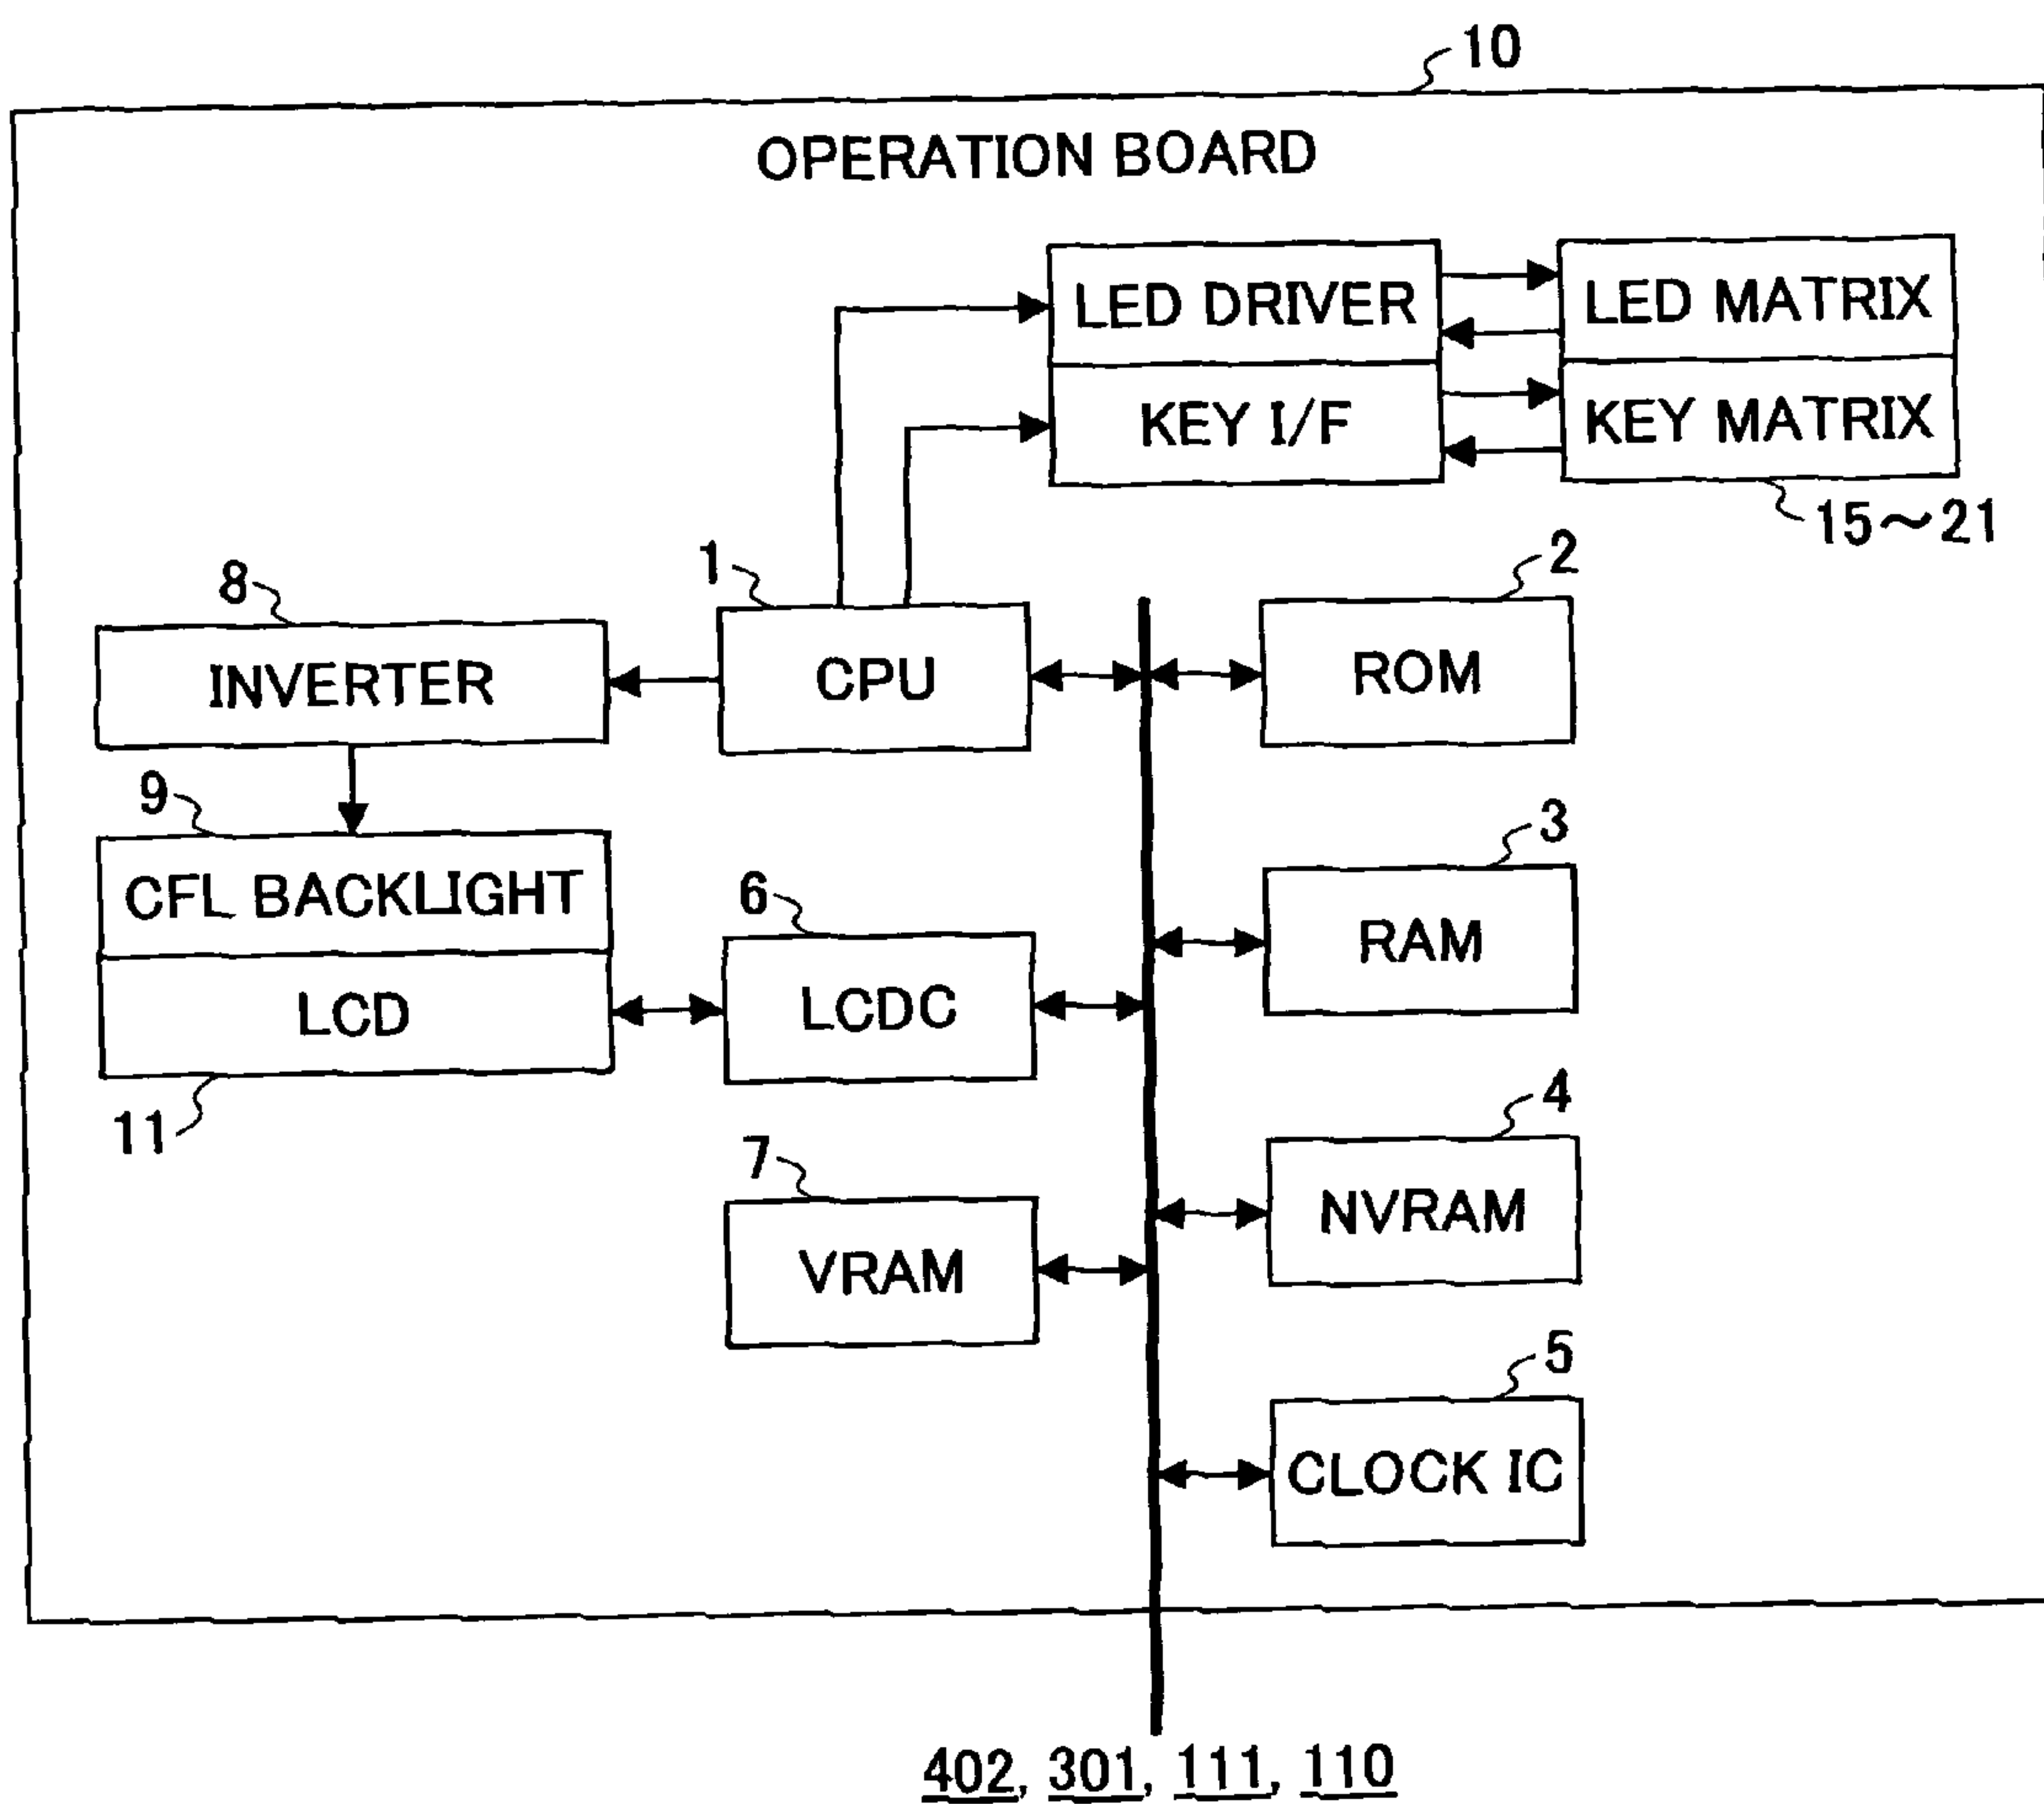 10
OPERATION BOARD
LED DRIVER
LED MATRIX
KEY I/F
KEY MATRIX
15~21
8
1
2
INVERTER
CPU
ROM
9
3
CFL BACKLIGHT
6
RAM
LCD
LCDC
11
4
7
NVRAM
VRAM
5
CLOCK IC
402, 301, 111, 110